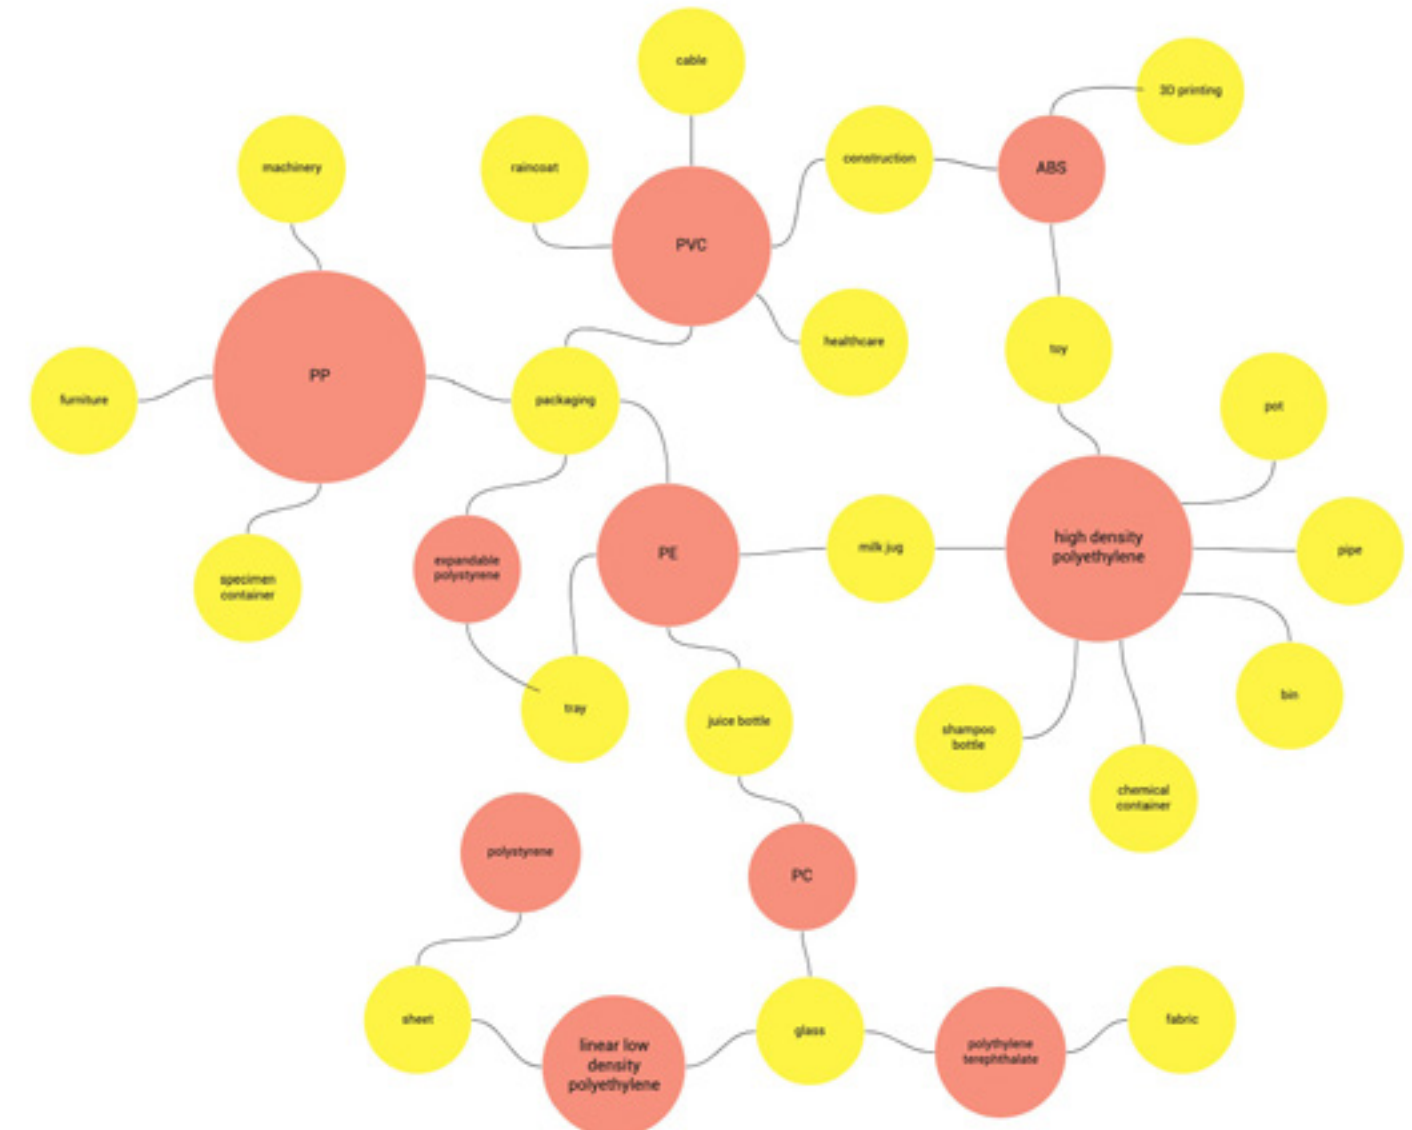 cable
3D printing
machinery
raincoat
construction
ABS
PVC
healthcare
toy
PP
furniture
packaging
pot
high density
polyethylene
milk jug
pipe
PE
expandable
polystyrene
specimen
container
bin
tray
juice bottle
shampoo
bottle
chemical
container
polystyrene
PC
sheet
glass
fabric
linear low
density
polyethylene
polythylene
terephthalate